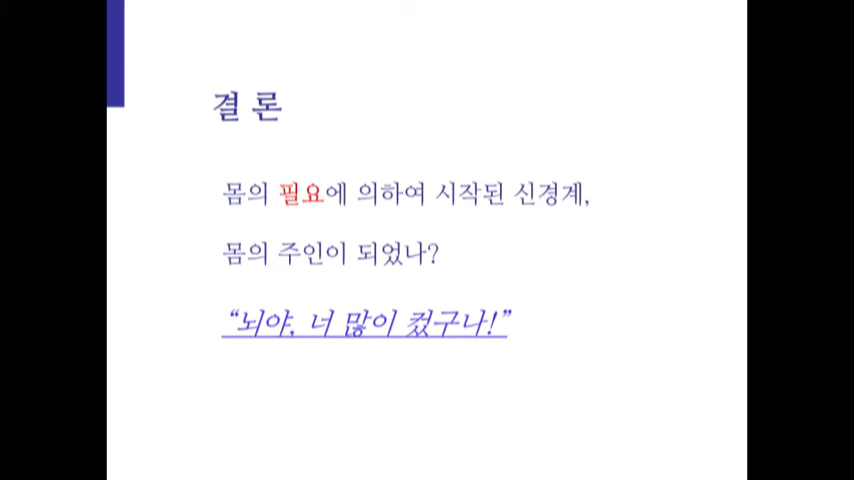 결 론
몸의 필요에 의하여 시작된 신경계,
몸의 주인이 되었나?
“뇌야, 너 많이 컸구나!”